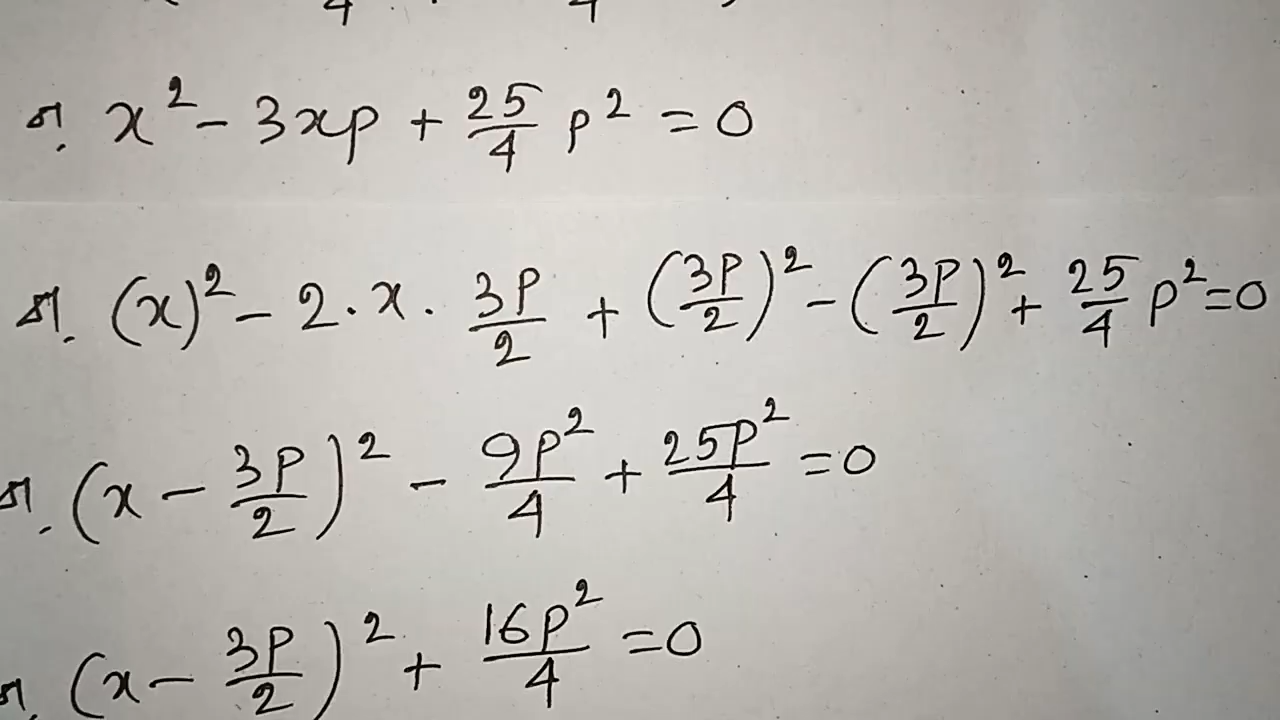 বা. x² - 3xp + 25/4 p² = 0
বা. (x)² - 2 · x · 3p/2 + (3p/2)² - (3p/2)² + 25/4 p² = 0
বা. (x - 3p/2)² - 9p²/4 + 25p²/4 = 0
বা. (x - 3p/2)² + 16p²/4 = 0